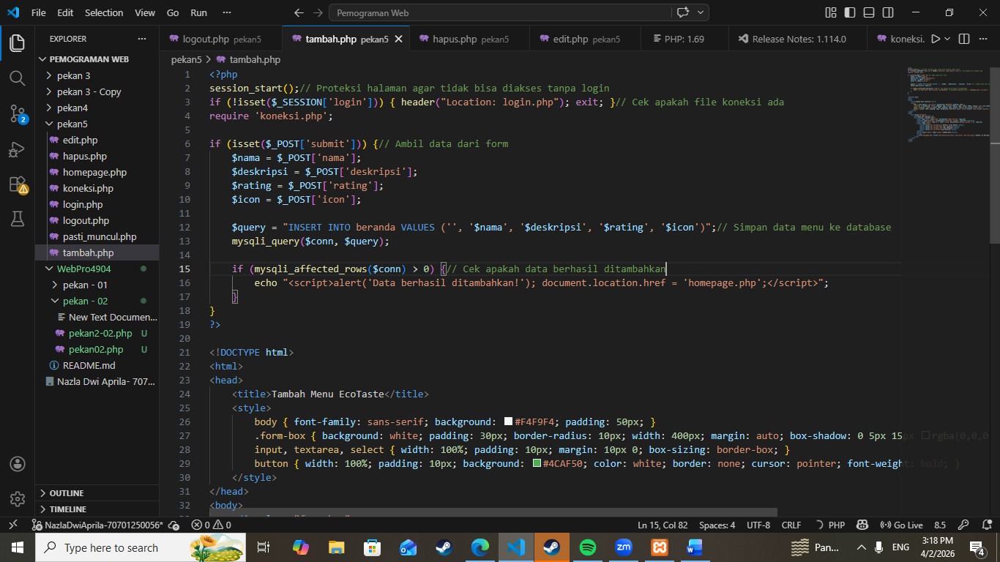 File Edit Selection View Go Run ···
Pemograman Web
EXPLORER ···
PEMOGRAMAN WEB
pekan 3
pekan 3 - Copy
pekan4
pekan5
edit.php
hapus.php
homepage.php
koneksi.php
login.php
logout.php
pasti_muncul.php
tambah.php
WebPro4904
pekan - 01
pekan - 02
New Text Documen...
pekan2-02.php U
pekan02.php U
README.md
Nazla Dwi Aprila- 707...
OUTLINE
TIMELINE
2
logout.php pekan5
tambah.php pekan5
hapus.php pekan5
edit.php pekan5
PHP: 1.69
Release Notes: 1.114.0
koneksi.
pekan5 > tambah.php
1 <?php
2 session_start();// Proteksi halaman agar tidak bisa diakses tanpa login
3 if (!isset($_SESSION['login'])) { header("Location: login.php"); exit; }// Cek apakah file koneksi ada
4 require 'koneksi.php';
5
6 if (isset($_POST['submit'])) {// Ambil data dari form
7 $nama = $_POST['nama'];
8 $deskripsi = $_POST['deskripsi'];
9 $rating = $_POST['rating'];
10 $icon = $_POST['icon'];
11
12 $query = "INSERT INTO beranda VALUES ('', '$nama', '$deskripsi', '$rating', '$icon')";// Simpan data menu ke database
13 mysqli_query($conn, $query);
14
15 if (mysqli_affected_rows($conn) > 0) {// Cek apakah data berhasil ditambahkan
16 echo "<script>alert('Data berhasil ditambahkan!'); document.location.href = 'homepage.php';</script>";
17 }
18 }
19 ?>
20
21 <!DOCTYPE html>
22 <html>
23 <head>
24 <title>Tambah Menu EcoTaste</title>
25 <style>
26 body { font-family: sans-serif; background: #F4F9F4; padding: 50px; }
27 .form-box { background: white; padding: 30px; border-radius: 10px; width: 400px; margin: auto; box-shadow: 0 5px 15px rgba(0,0,0
28 input, textarea, select { width: 100%; padding: 10px; margin: 10px 0; box-sizing: border-box; }
29 button { width: 100%; padding: 10px; background: #4CAF50; color: white; border: none; cursor: pointer; font-weight: bold; }
30 </style>
31 </head>
32 <body>
NazlaDwiAprila-70701250056* 0 0
Ln 15, Col 82 Spaces: 4 UTF-8 CRLF PHP Go Live 8.5
Type here to search
zm
Pan... ENG
3:18 PM
4/2/2026
4